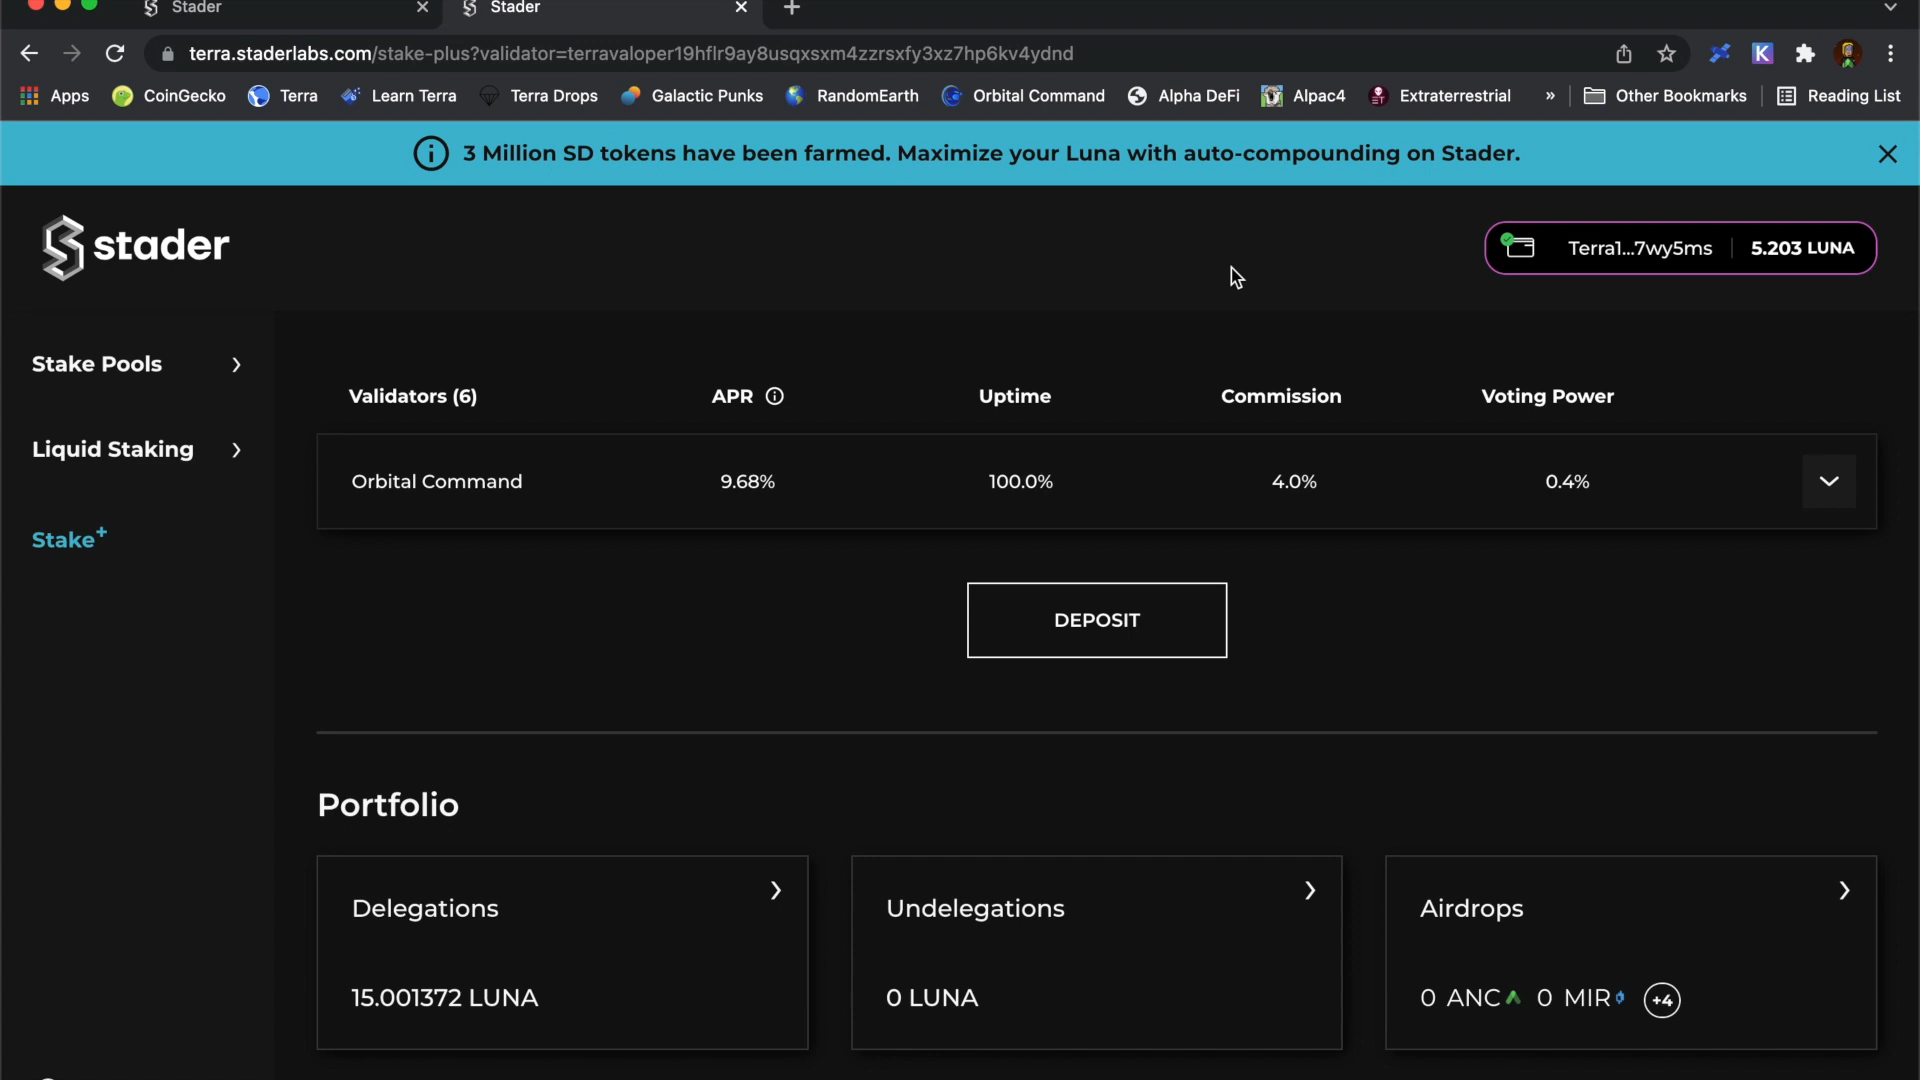 Stader
Stader
terra.staderlabs.com/stake-plus?validator=terravaloper19hflr9ay8usqxsxm4zzrsxfy3xz7hp6kv4ydnd
K
Apps
CoinGecko
Terra
Learn Terra
Terra Drops
Galactic Punks
RandomEarth
Orbital Command
Alpha DeFi
Alpac4
Extraterrestrial
»
Other Bookmarks
Reading List
3 Million SD tokens have been farmed. Maximize your Luna with auto-compounding on Stader.
stader
Terra1...7wy5ms
5.203 LUNA
Stake Pools
Liquid Staking
Stake+
Validators (6) APR Uptime Commission Voting Power
Orbital Command 9.68% 100.0% 4.0% 0.4%
DEPOSIT
Portfolio
Delegations
15.001372 LUNA
Undelegations
0 LUNA
Airdrops
0 ANC 0 MIR +4